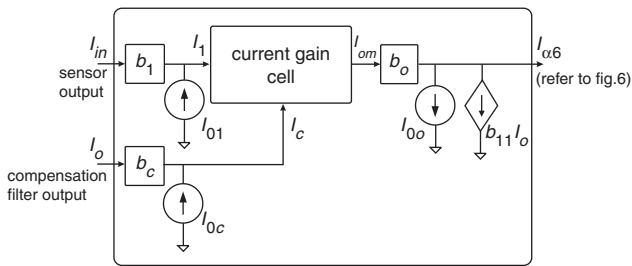 I_in
sensor
output
b_1
I_1
I_01
current gain
cell
I_om
b_o
I_α6
(refer to fig.6)
I_0o
b_11 I_o
I_o
compensation
filter output
b_c
I_c
I_0c